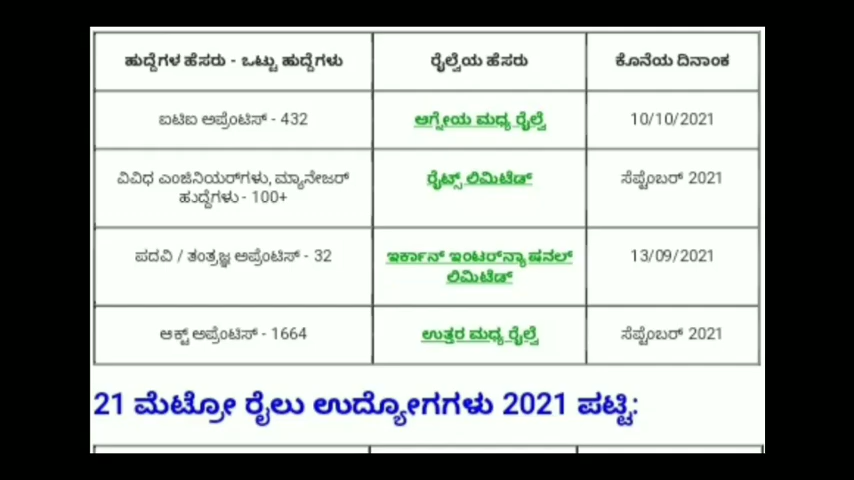 ಹುದ್ದೆಗಳ ಹೆಸರು - ಒಟ್ಟು ಹುದ್ದೆಗಳು ರೈಲ್ವೆಯ ಹೆಸರು ಕೊನೆಯ ದಿನಾಂಕ
ಐಟಿಐ ಅಪ್ರೆಂಟಿಸ್ - 432 ಆಗ್ನೇಯ ಮಧ್ಯ ರೈಲ್ವೆ 10/10/2021
ವಿವಿಧ ಎಂಜಿನಿಯರ್‌ಗಳು, ಮ್ಯಾನೇಜರ್ ರೈಟ್ಸ್ ಲಿಮಿಟೆಡ್ ಸೆಪ್ಟೆಂಬರ್ 2021
ಹುದ್ದೆಗಳು - 100+
ಪದವಿ / ತಂತ್ರಜ್ಞ ಅಪ್ರೆಂಟಿಸ್ - 32 ಇರ್ಕಾನ್ ಇಂಟರ್‌ನ್ಯಾಷನಲ್ 13/09/2021
ಲಿಮಿಟೆಡ್
ಆಕ್ಟ್ ಅಪ್ರೆಂಟಿಸ್ - 1664 ಉತ್ತರ ಮಧ್ಯ ರೈಲ್ವೆ ಸೆಪ್ಟೆಂಬರ್ 2021
21 ಮೆಟ್ರೋ ರೈಲು ಉದ್ಯೋಗಗಳು 2021 ಪಟ್ಟಿ: